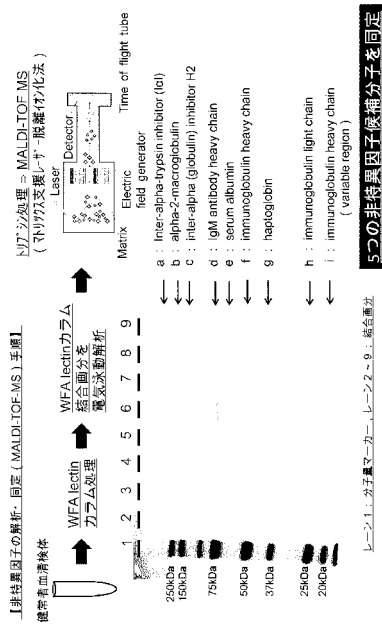 【非特異因子の解析・同定（MALDI-TOF-MS）手順】
健常者血清検体
WFA lectin
カラム処理
WFA lectinカラム
結合画分を
電気泳動解析
トリプシン処理 ⇒ MALDI-TOF MS
（マトリックス支援レーザー脱離イオン化法）
Laser
Detector
Matrix
Electric
field generator
Time of flight tube
1 2 3 4 5 6 7 8 9
250kDa
150kDa
75kDa
50kDa
37kDa
25kDa
20kDa
a : Inter-alpha-trypsin inhibitor (IcI)
b : alpha-2-macroglobulin
c : inter-alpha (globulin) inhibitor H2
d : IgM antibody heavy chain
e : serum albumin
f : immunoglobulin heavy chain
g : haptoglobin
h : immunoglobulin light chain
i : immunoglobulin heavy chain
( variable region )
レーン1：分子量マーカー，レーン2～9：結合画分
5つの非特異因子候補分子を同定